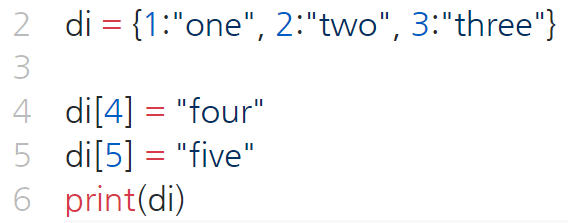 2 di = {1:"one", 2:"two", 3:"three"}
3
4 di[4] = "four"
5 di[5] = "five"
6 print(di)